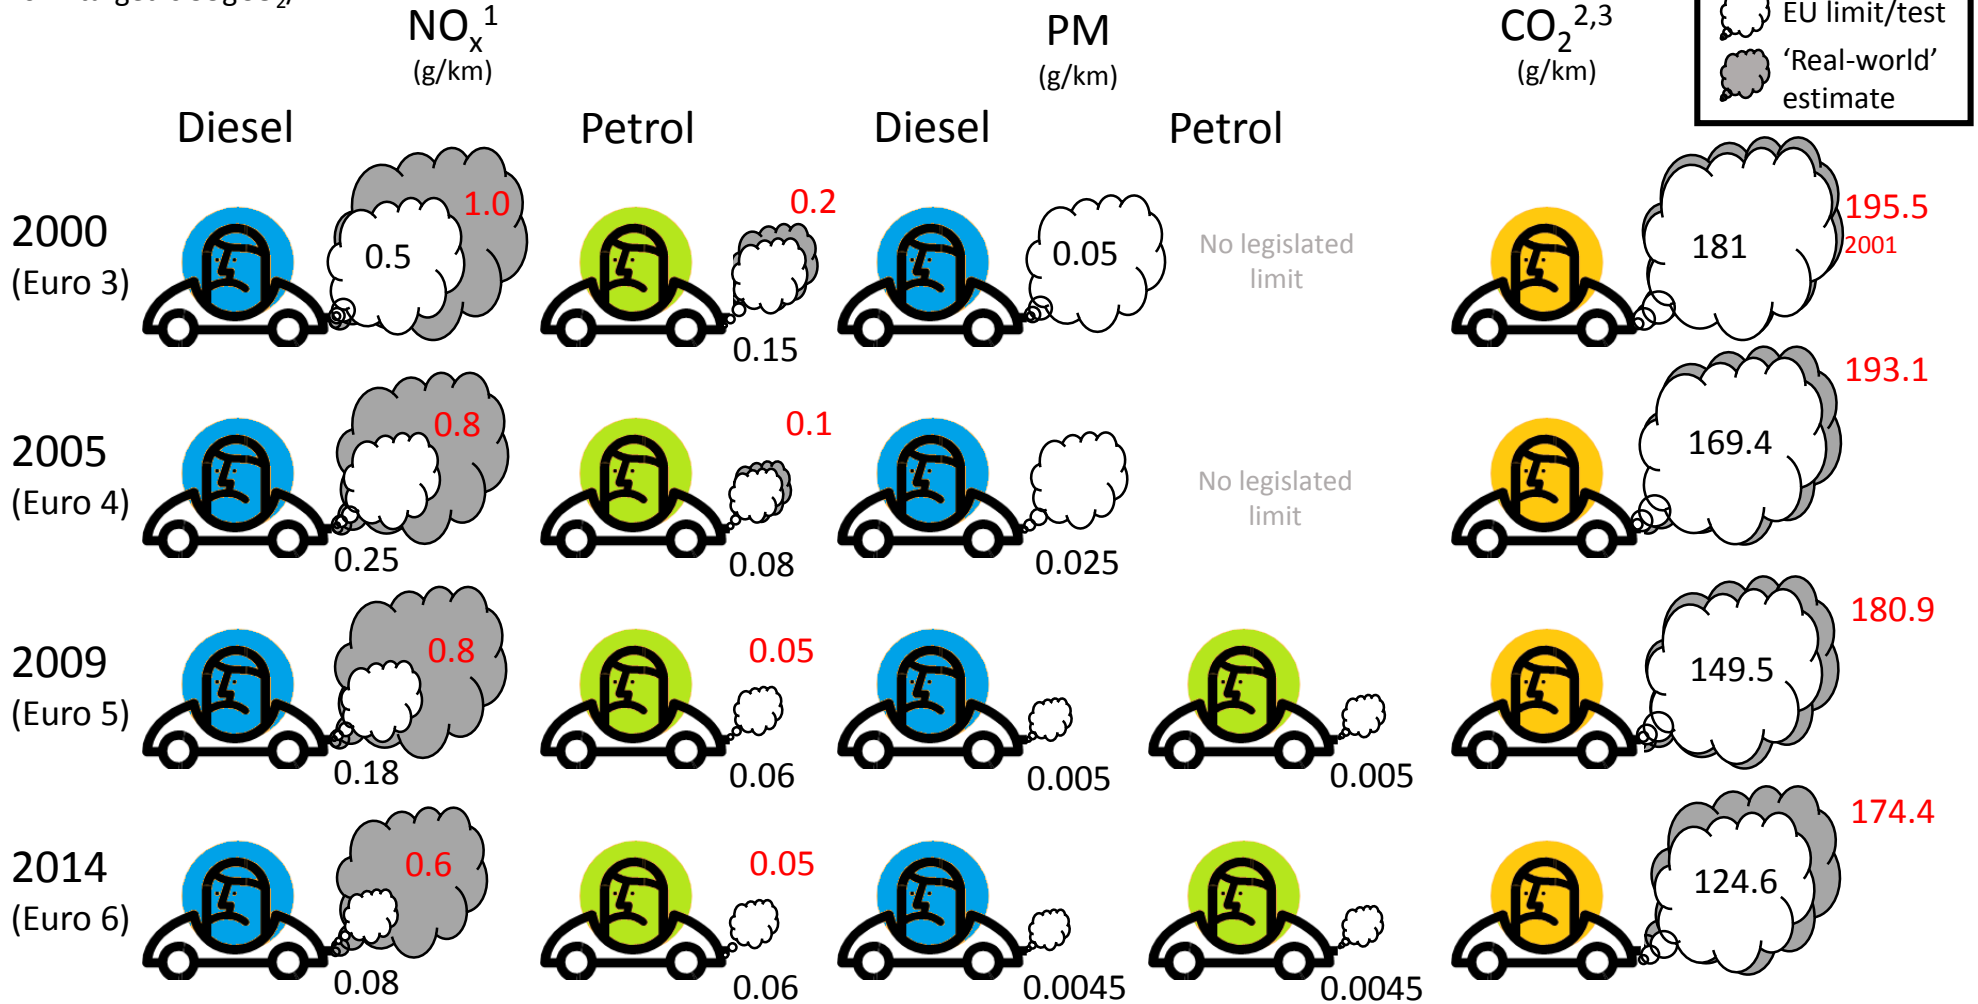 NOx¹
(g/km)
PM
(g/km)
CO₂²,³
(g/km)
EU limit/test
‘Real-world’
estimate
Diesel
Petrol
Diesel
Petrol
2000
(Euro 3)
0.5
1.0
0.2
0.15
0.05
No legislated
limit
181
195.5
2001
2005
(Euro 4)
0.8
0.25
0.1
0.08
0.025
No legislated
limit
169.4
193.1
2009
(Euro 5)
0.8
0.18
0.05
0.06
0.005
0.005
149.5
180.9
2014
(Euro 6)
0.6
0.08
0.05
0.06
0.0045
0.0045
124.6
174.4